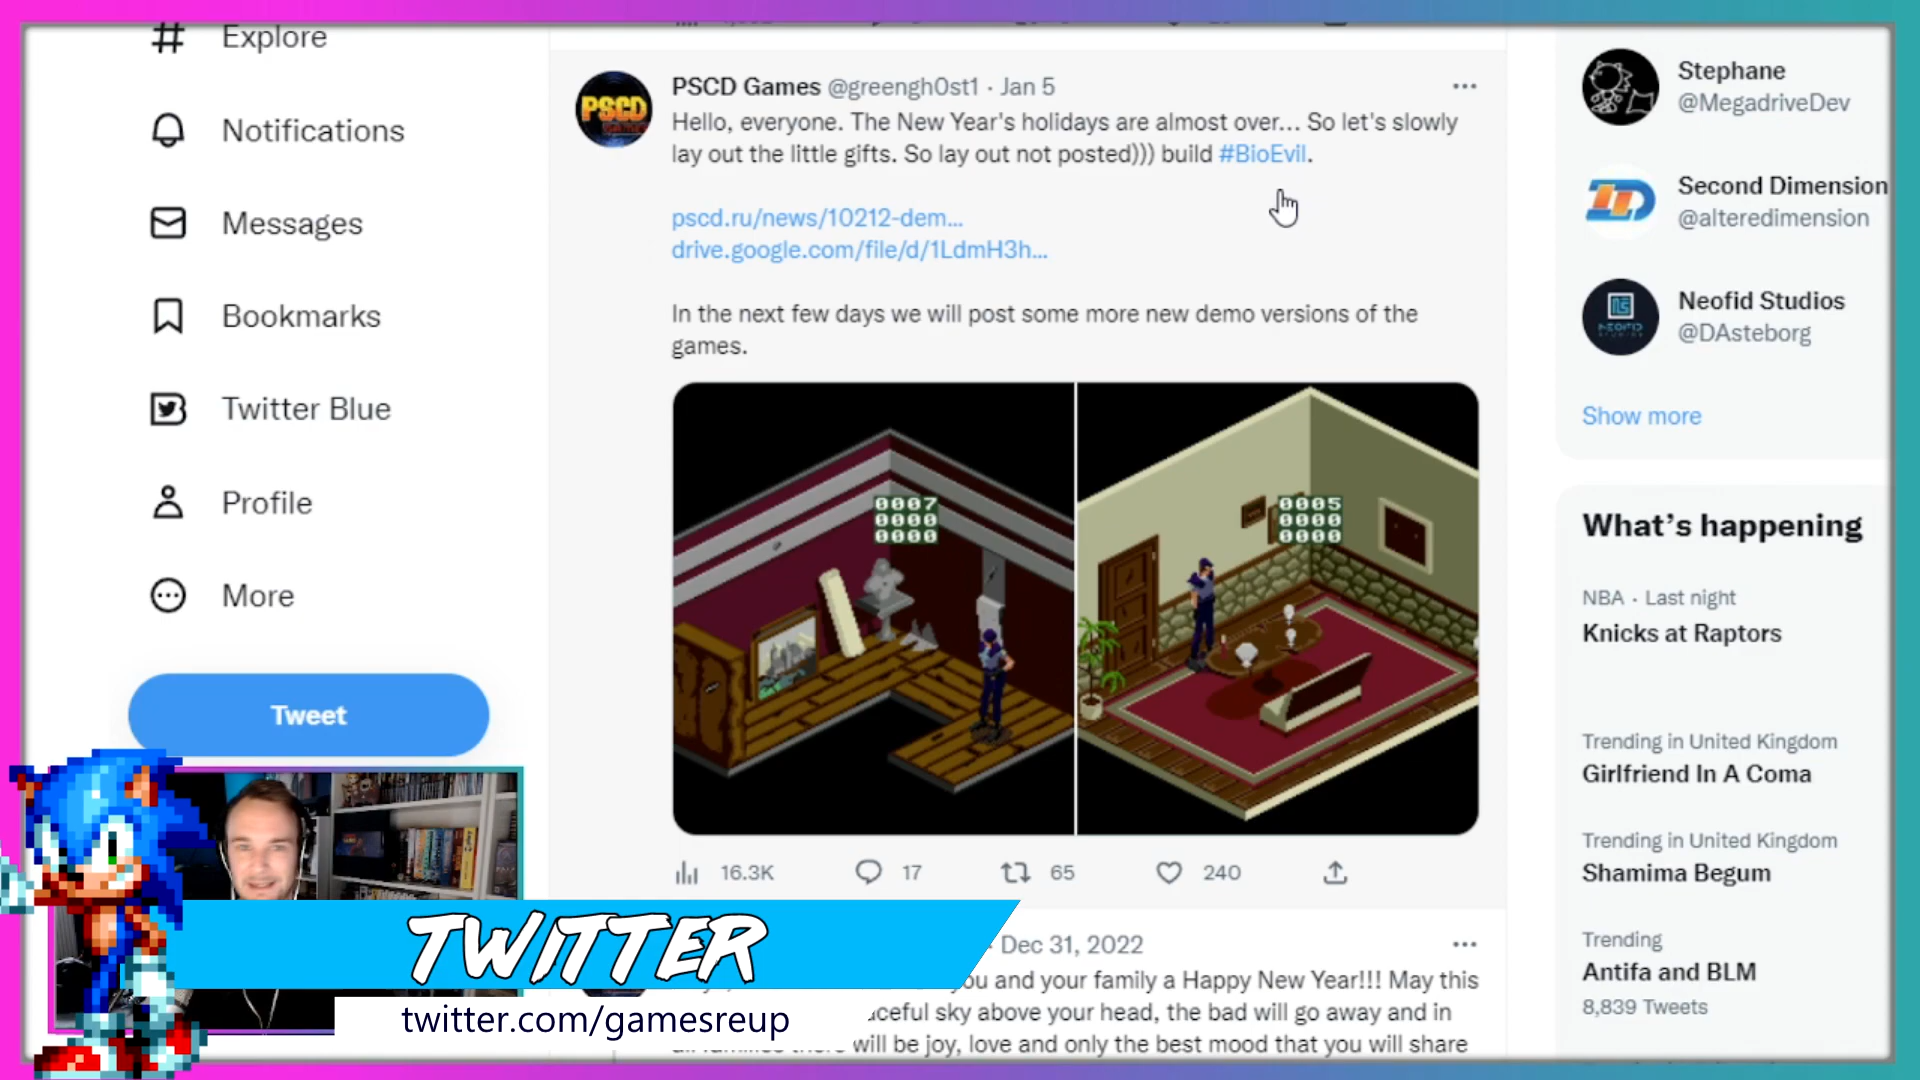 Explore
Notifications
Messages
Bookmarks
Twitter Blue
Profile
More
Tweet
PSCD GAMES
PSCD Games @greengh0st1 · Jan 5
Hello, everyone. The New Year's holidays are almost over... So let's slowly
lay out the little gifts. So lay out not posted))) build #BioEvil.
pscd.ru/news/10212-dem...
drive.google.com/file/d/1LdmH3h...
In the next few days we will post some more new demo versions of the
games.
0007
0000
0000
0005
0000
0000
16.3K
17
65
240
· Dec 31, 2022
you and your family a Happy New Year!!! May this
sky above your head, the bad will go away and in
will be joy, love and only the best mood that you will share
Stephane
@MegadriveDev
Second Dimension
@alteredimension
NEOFID
STUDIOS
Neofid Studios
@DAsteborg
Show more
What's happening
NBA · Last night
Knicks at Raptors
Trending in United Kingdom
Girlfriend In A Coma
Trending in United Kingdom
Shamima Begum
Trending
Antifa and BLM
8,839 Tweets
TWITTER
twitter.com/gamesreup